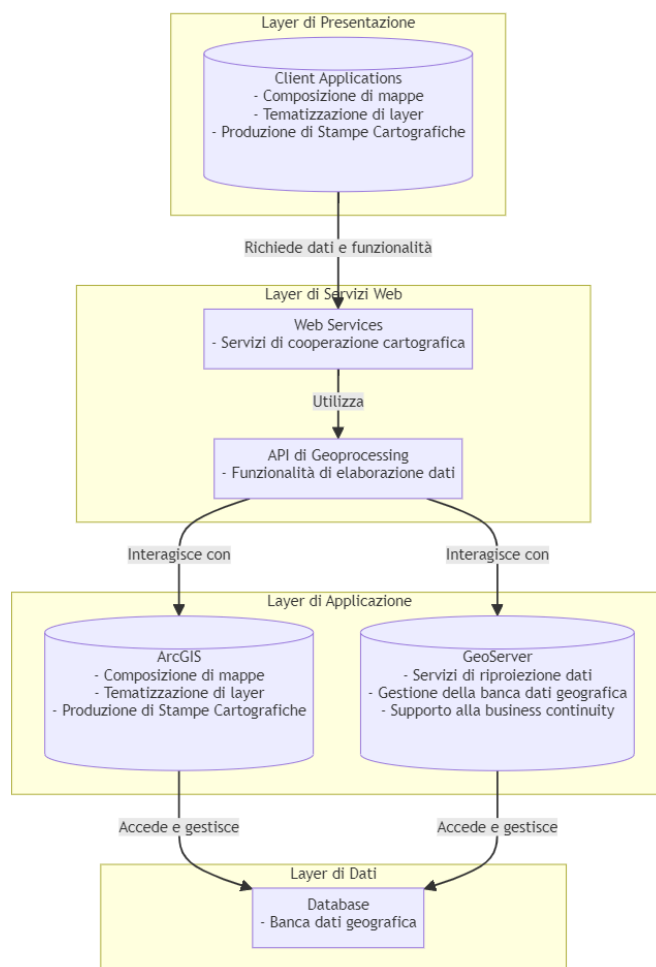 Layer di Presentazione
Client Applications
- Composizione di mappe
- Tematizzazione di layer
- Produzione di Stampe Cartografiche
Richiede dati e funzionalità
Layer di Servizi Web
Web Services
- Servizi di cooperazione cartografica
Utilizza
API di Geoprocessing
- Funzionalità di elaborazione dati
Interagisce con
Interagisce con
Layer di Applicazione
ArcGIS
- Composizione di mappe
- Tematizzazione di layer
- Produzione di Stampe Cartografiche
GeoServer
- Servizi di riproiezione dati
- Gestione della banca dati geografica
- Supporto alla business continuity
Accede e gestisce
Accede e gestisce
Layer di Dati
Database
- Banca dati geografica